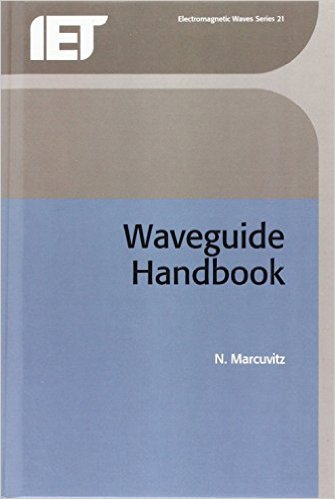 Electromagnetic Waves Series 21
IET
Waveguide
Handbook
N. Marcuvitz